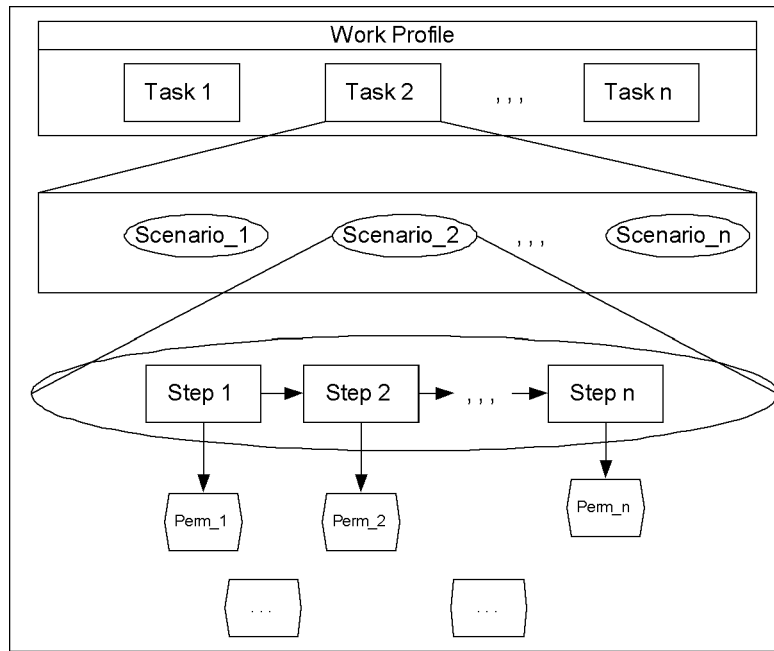 Work Profile
Task 1 Task 2 , , , Task n
Scenario_1 Scenario_2 , , , Scenario_n
Step 1 Step 2 , , , Step n
Perm_1 Perm_2 Perm_n
. . . . . .